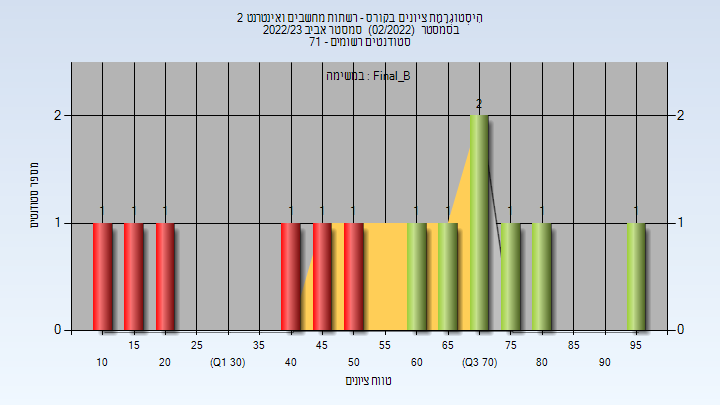 הִיסְטוֹגְרַמַת ציונים בקורס - רשתות מחשבים ואינטרנט 2
בסמסטר (02/2022) סמסטר אביב 2022/23
סטודנטים רשומים - 71
במשימה : Final_B
מספר סטודנטים
2 2
1 1
0 0
2
1 1 1 1 1 1 1 1 1 1 1
15 25 35 45 55 65 75 85 95
10 20 (Q1 30) 40 50 60 (Q3 70) 80 90
טווח ציונים